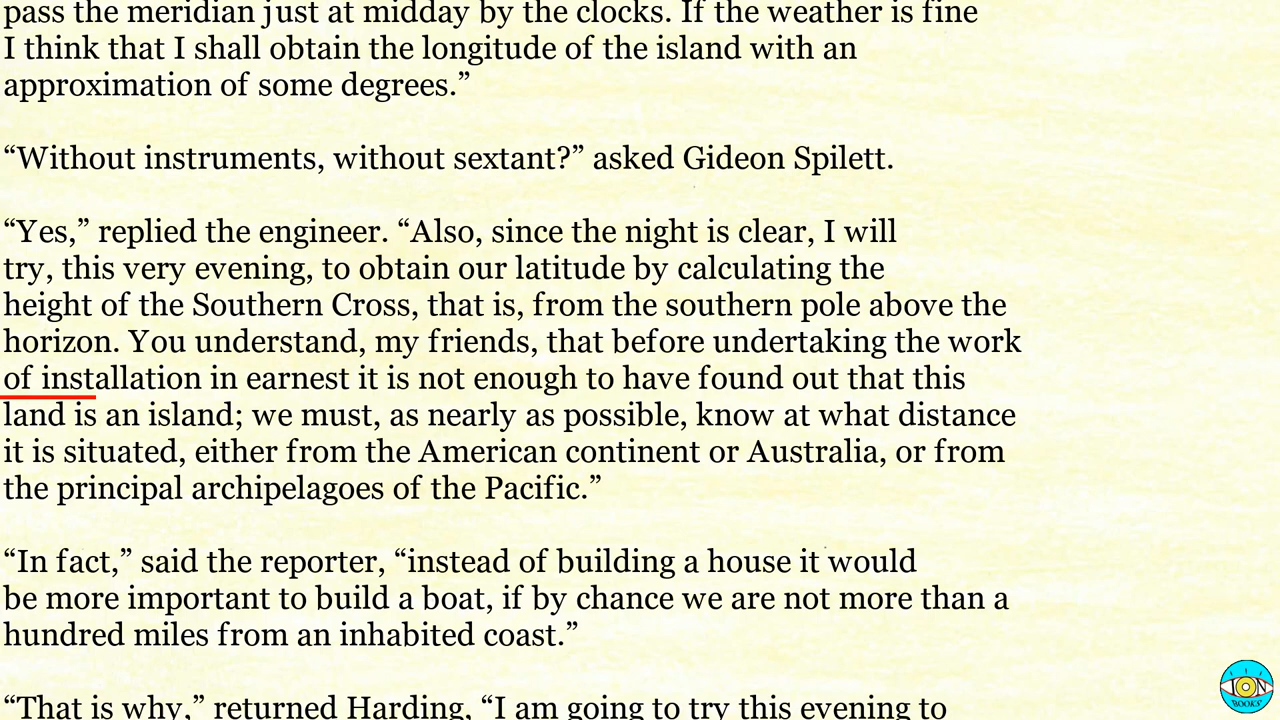 pass the meridian just at midday by the clocks. If the weather is fine
I think that I shall obtain the longitude of the island with an
approximation of some degrees.”
“Without instruments, without sextant?” asked Gideon Spilett.
“Yes,” replied the engineer. “Also, since the night is clear, I will
try, this very evening, to obtain our latitude by calculating the
height of the Southern Cross, that is, from the southern pole above the
horizon. You understand, my friends, that before undertaking the work
of installation in earnest it is not enough to have found out that this
land is an island; we must, as nearly as possible, know at what distance
it is situated, either from the American continent or Australia, or from
the principal archipelagoes of the Pacific.”
“In fact,” said the reporter, “instead of building a house it would
be more important to build a boat, if by chance we are not more than a
hundred miles from an inhabited coast.”
“That is why,” returned Harding, “I am going to try this evening to
ION
BOOKS